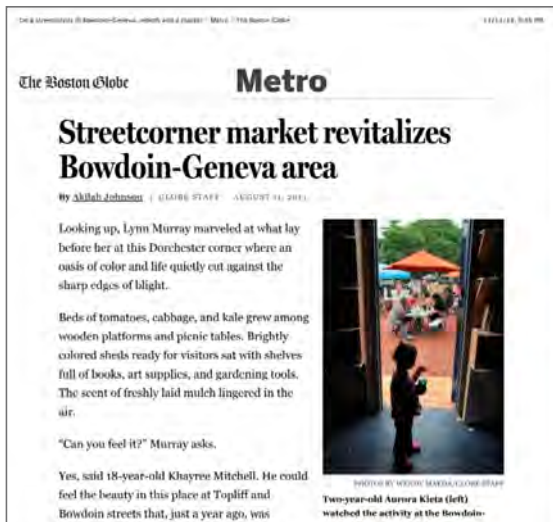 The Boston Globe
Metro
Streetcorner market revitalizes
Bowdoin-Geneva area
By Akilah Johnson | GLOBE STAFF
Looking up, Lynn Murray marveled at what lay
before her at this Dorchester corner where an
oasis of color and life quietly cut against the
sharp edges of blight.
Beds of tomatoes, cabbage, and kale grew among
wooden platforms and picnic tables. Brightly
colored sheds ready for visitors sat with shelves
full of books, art supplies, and gardening tools.
The scent of freshly laid mulch lingered in the
air.
“Can you feel it?” Murray asks.
Yes, said 18-year-old Khayree Mitchell. He could
feel the beauty in this place at Topliff and
Bowdoin streets that, just a year ago, was
Two-year-old Aurora Kieta (left)
watched the activity at the Bowdoin-